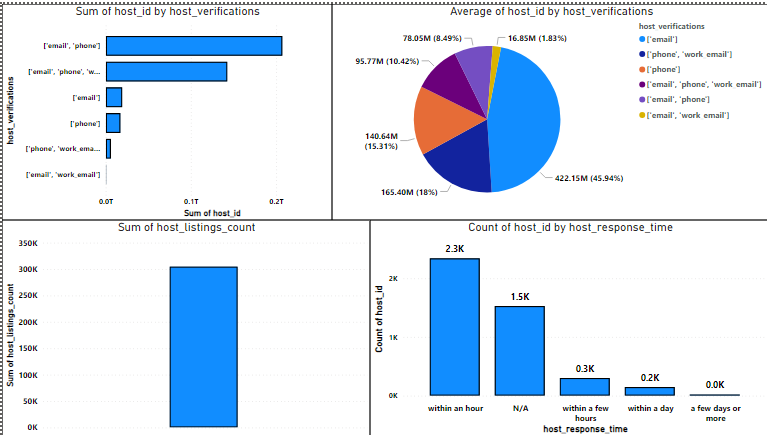 Sum of host_id by host_verifications
host_verifications
['email', 'phone']
['email', 'phone', 'w...
['email']
['phone']
['phone', 'work_ema...
['email', 'work_email']
0.0T 0.1T 0.2T
Sum of host_id
Average of host_id by host_verifications
78.05M (8.49%)
16.85M (1.83%)
95.77M (10.42%)
140.64M
(15.31%)
165.40M (18%)
422.15M (45.94%)
host_verifications
['email']
['phone', 'work_email']
['phone']
['email', 'phone', 'work_email']
['email', 'phone']
['email', 'work_email']
Sum of host_listings_count
Sum of host_listings_count
350K
300K
250K
200K
150K
100K
50K
0K
Count of host_id by host_response_time
Count of host_id
2K
1K
0K
2.3K
1.5K
0.3K
0.2K
0.0K
within an hour
N/A
within a few
hours
within a day
a few days or
more
host_response_time